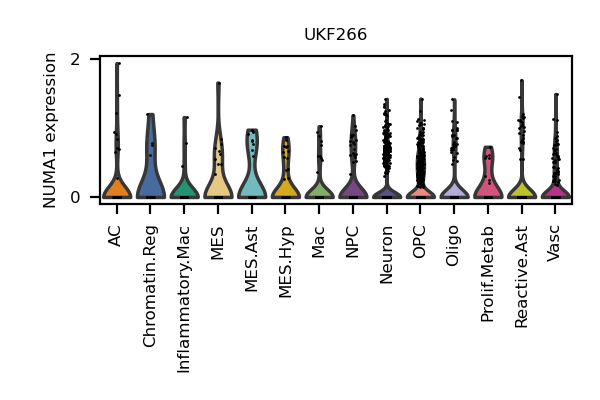 UKF266
NUMA1 expression
2
0
AC
Chromatin.Reg
Inflammatory.Mac
MES
MES.Ast
MES.Hyp
Mac
NPC
Neuron
OPC
Oligo
Prolif.Metab
Reactive.Ast
Vasc